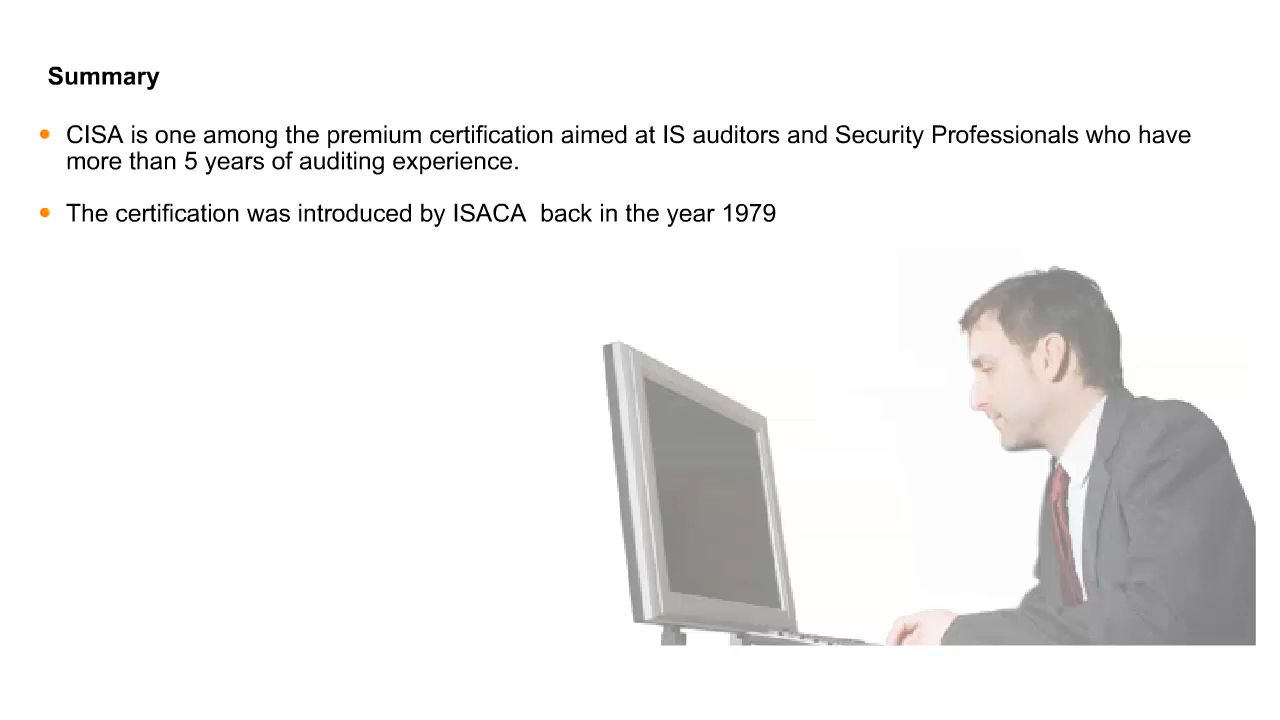 Summary
CISA is one among the premium certification aimed at IS auditors and Security Professionals who have
more than 5 years of auditing experience.
The certification was introduced by ISACA  back in the year 1979